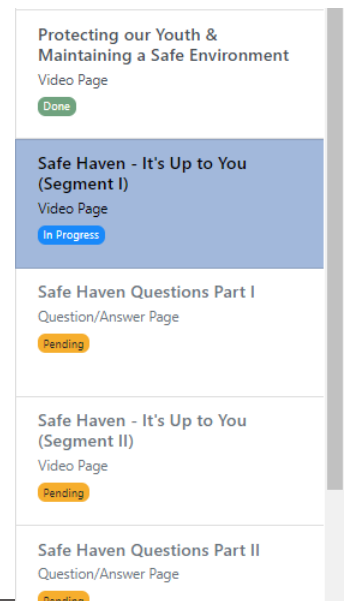 Protecting our Youth &
Maintaining a Safe Environment
Video Page
Done
Safe Haven - It's Up to You
(Segment I)
Video Page
In Progress
Safe Haven Questions Part I
Question/Answer Page
Pending
Safe Haven - It's Up to You
(Segment II)
Video Page
Pending
Safe Haven Questions Part II
Question/Answer Page
Pending